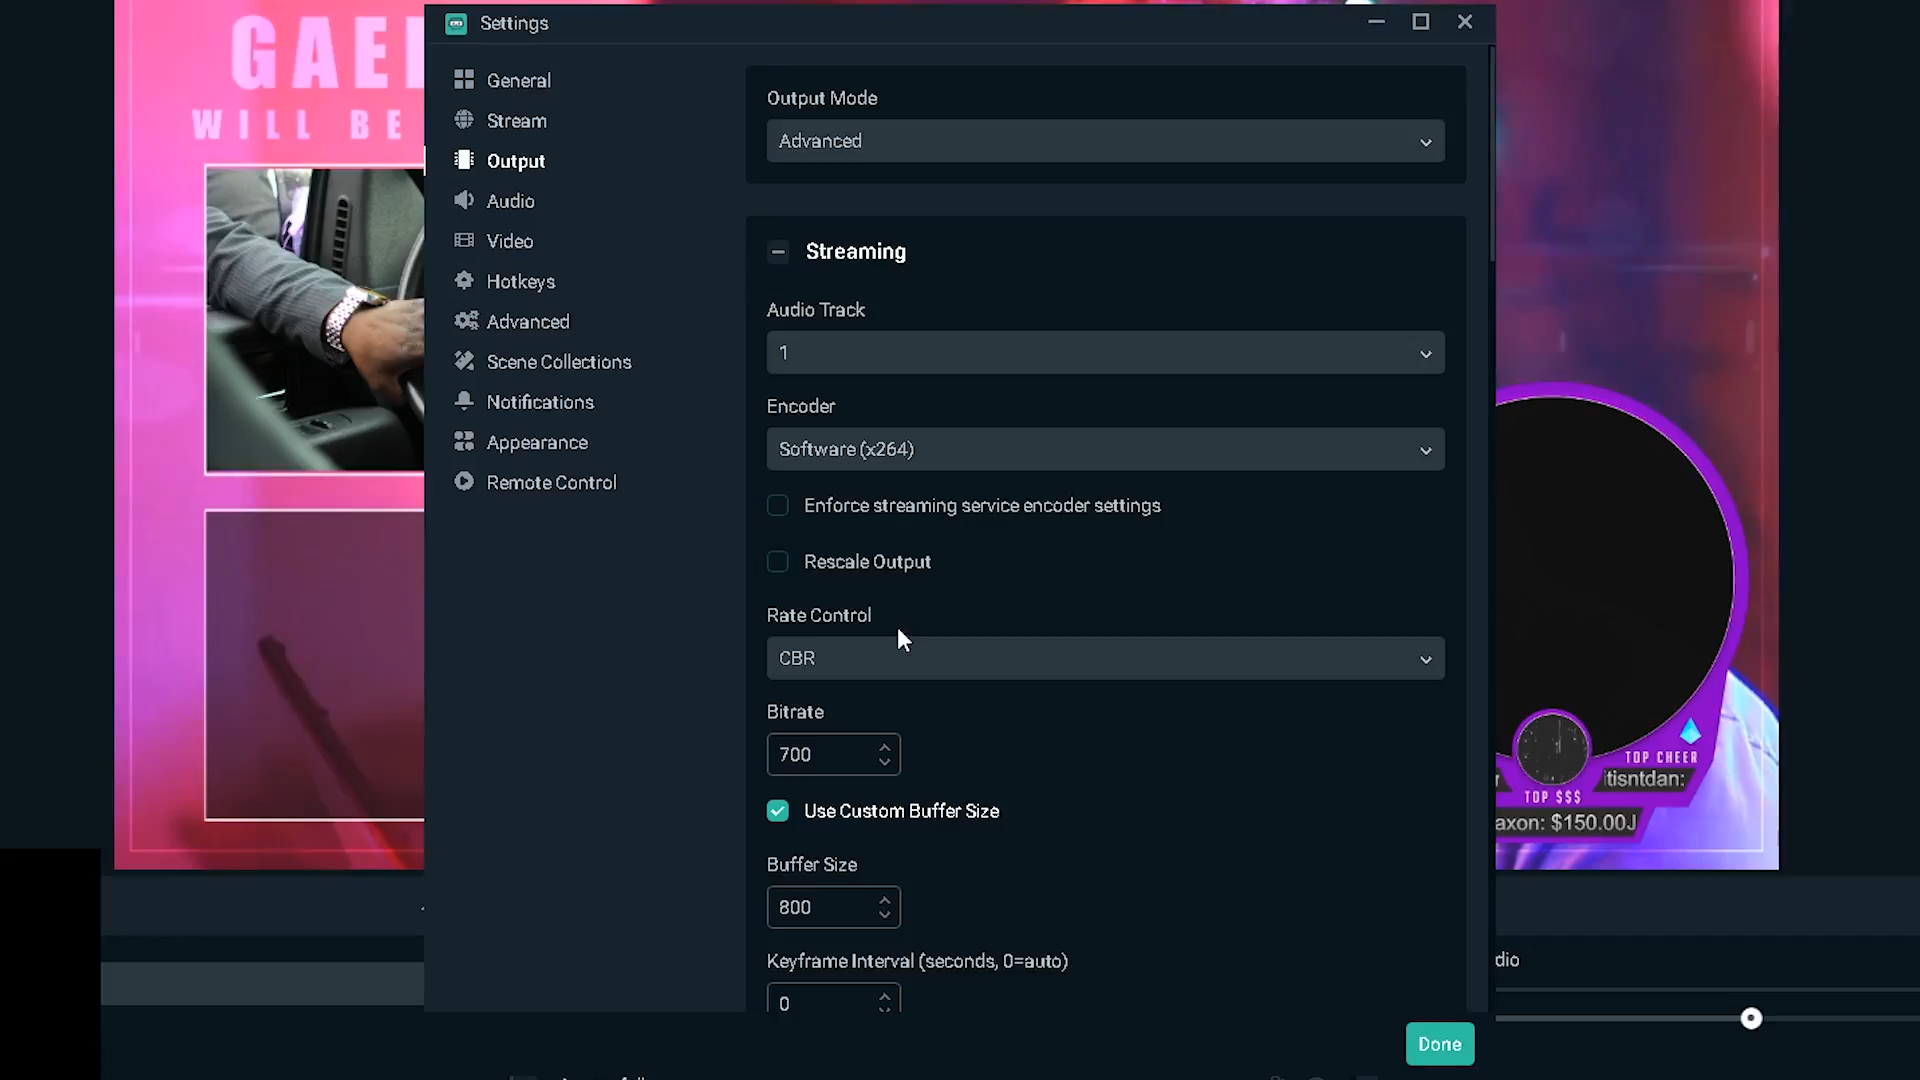 GAEL
WILL BE
Settings
General
Stream
Output
Audio
Video
Hotkeys
Advanced
Scene Collections
Notifications
Appearance
Remote Control
Output Mode
Advanced
Streaming
Audio Track
1
Encoder
Software (x264)
Enforce streaming service encoder settings
Rescale Output
Rate Control
CBR
Bitrate
700
Use Custom Buffer Size
Buffer Size
800
Keyframe Interval (seconds, 0=auto)
0
Done
TOP CHEER
tisntdan:
TOP $$$
axon: $150.00J
dio